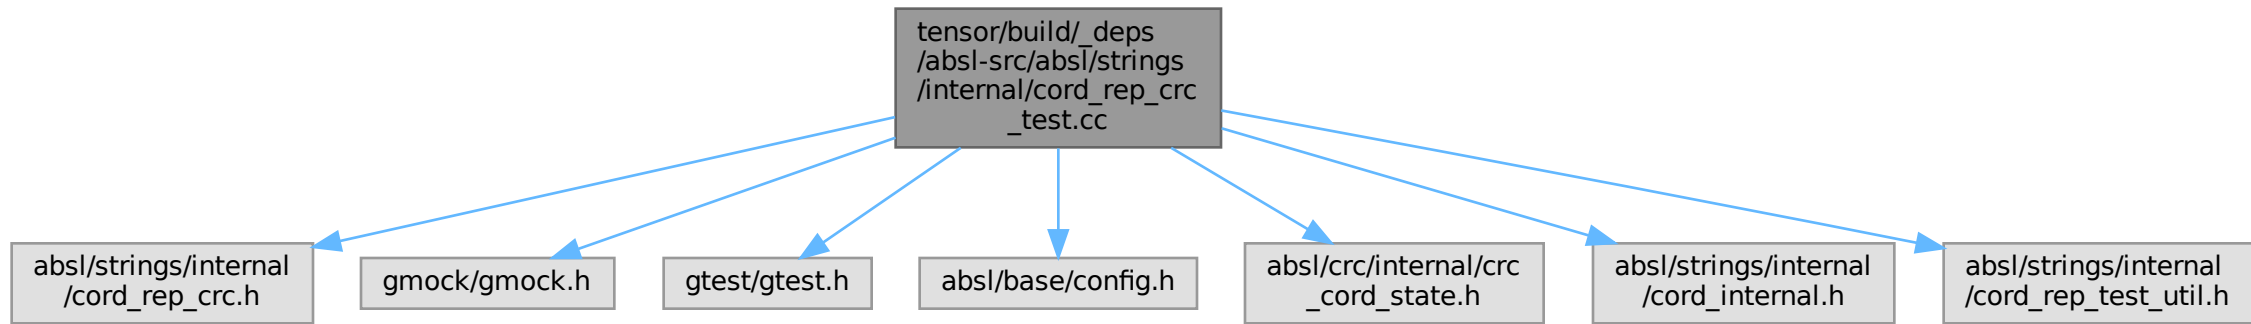 tensor/build/_deps
/absl-src/absl/strings
/internal/cord_rep_crc
_test.cc
absl/strings/internal
/cord_rep_crc.h
gmock/gmock.h
gtest/gtest.h
absl/base/config.h
absl/crc/internal/crc
_cord_state.h
absl/strings/internal
/cord_internal.h
absl/strings/internal
/cord_rep_test_util.h